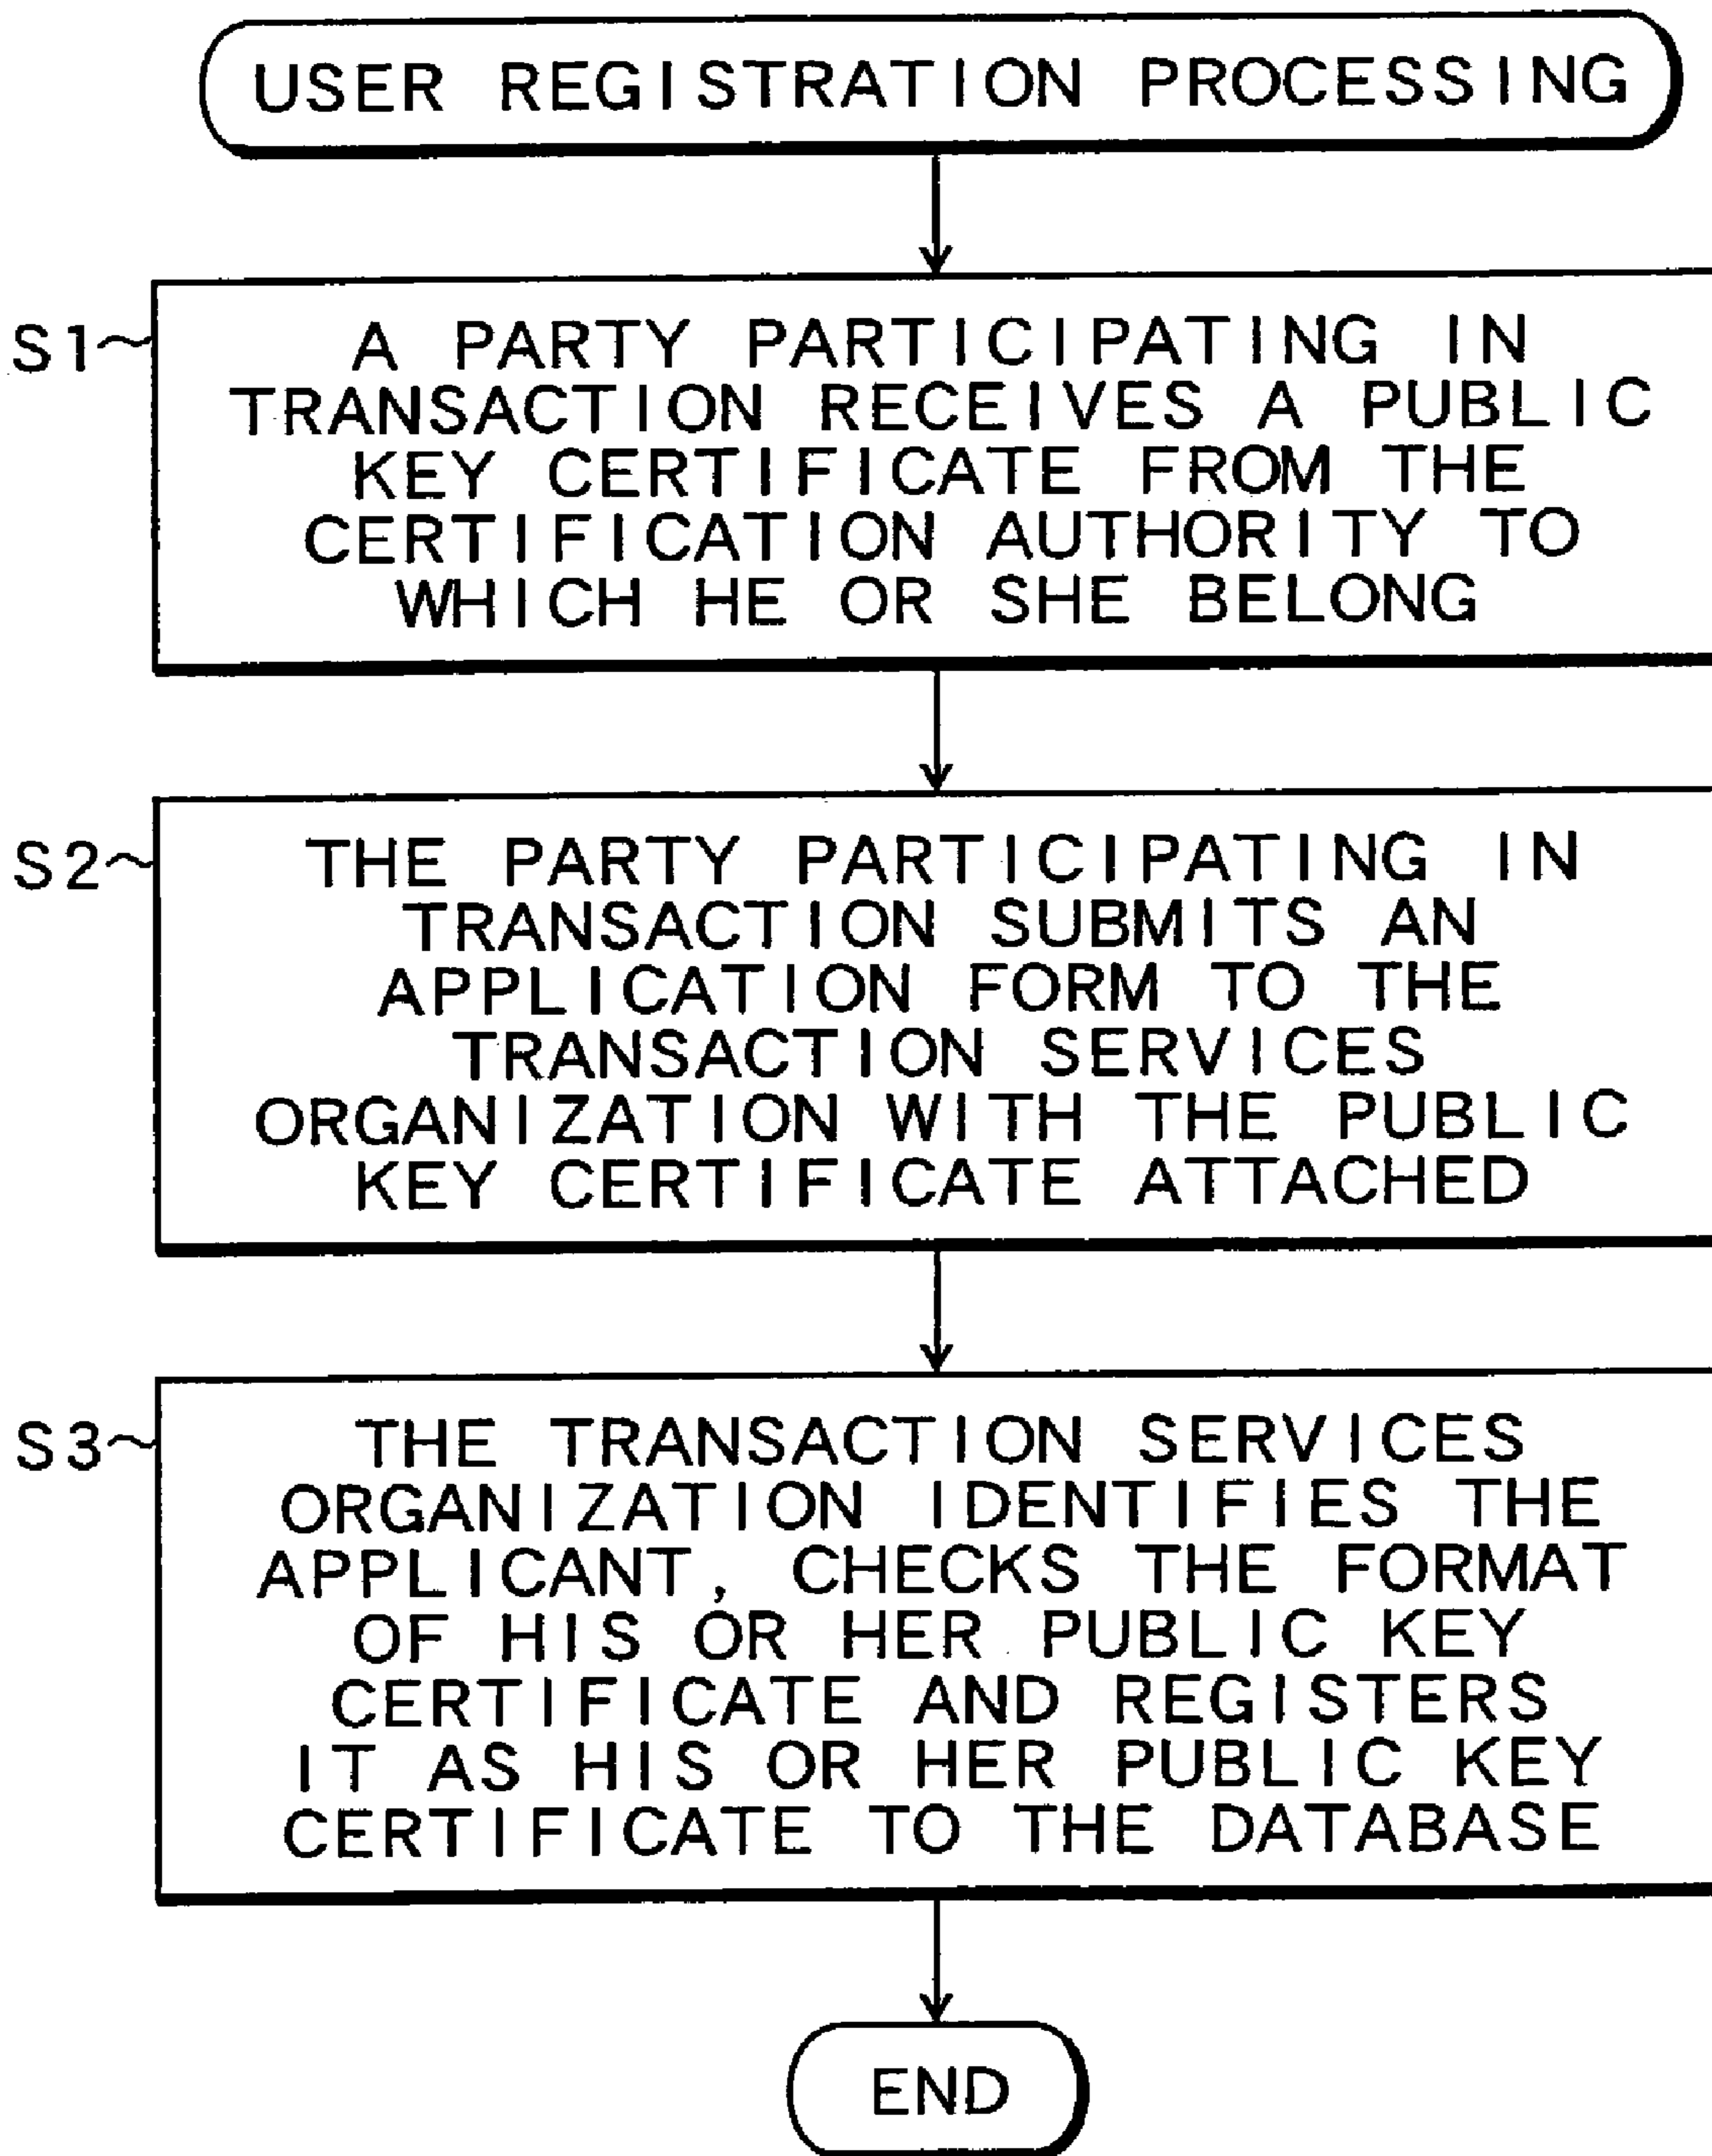 USER REGISTRATION PROCESSING
S1
A PARTY PARTICIPATING IN
TRANSACTION RECEIVES A PUBLIC
KEY CERTIFICATE FROM THE
CERTIFICATION AUTHORITY TO
WHICH HE OR SHE BELONG
S2
THE PARTY PARTICIPATING IN
TRANSACTION SUBMITS AN
APPLICATION FORM TO THE
TRANSACTION SERVICES
ORGANIZATION WITH THE PUBLIC
KEY CERTIFICATE ATTACHED
S3
THE TRANSACTION SERVICES
ORGANIZATION IDENTIFIES THE
APPLICANT, CHECKS THE FORMAT
OF HIS OR HER PUBLIC KEY
CERTIFICATE AND REGISTERS
IT AS HIS OR HER PUBLIC KEY
CERTIFICATE TO THE DATABASE
END